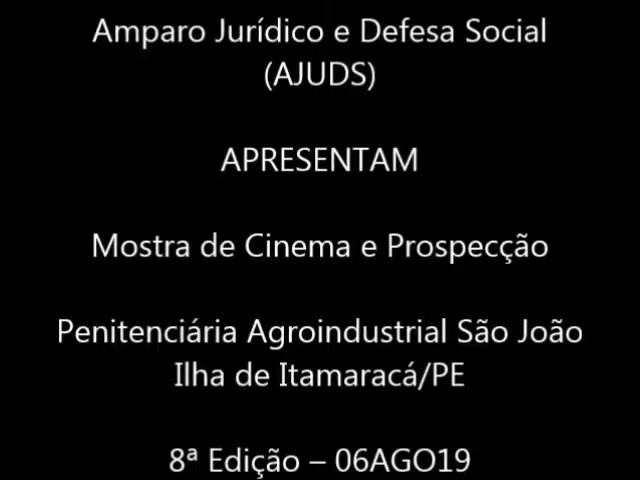 Amparo Jurídico e Defesa Social
(AJUDS)
APRESENTAM
Mostra de Cinema e Prospecção
Penitenciária Agroindustrial São João
Ilha de Itamaracá/PE
8ª Edição – 06AGO19